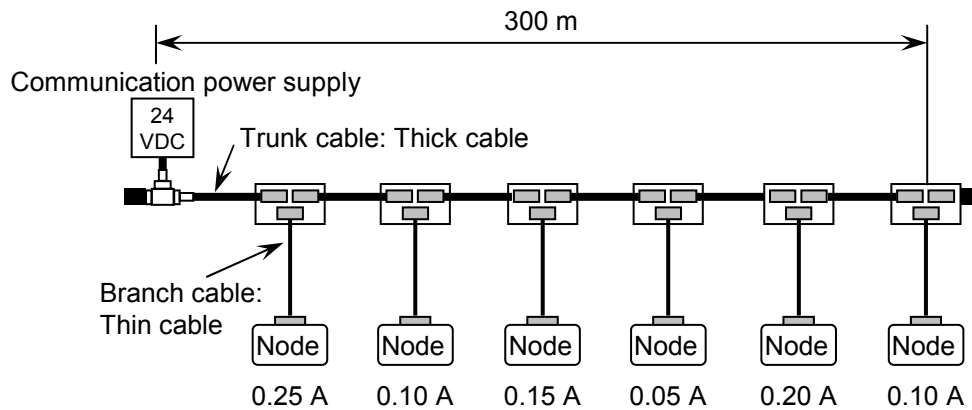 300 m
Communication power supply
24
VDC
Trunk cable: Thick cable
Branch cable:
Thin cable
Node Node Node Node Node Node
0.25 A 0.10 A 0.15 A 0.05 A 0.20 A 0.10 A